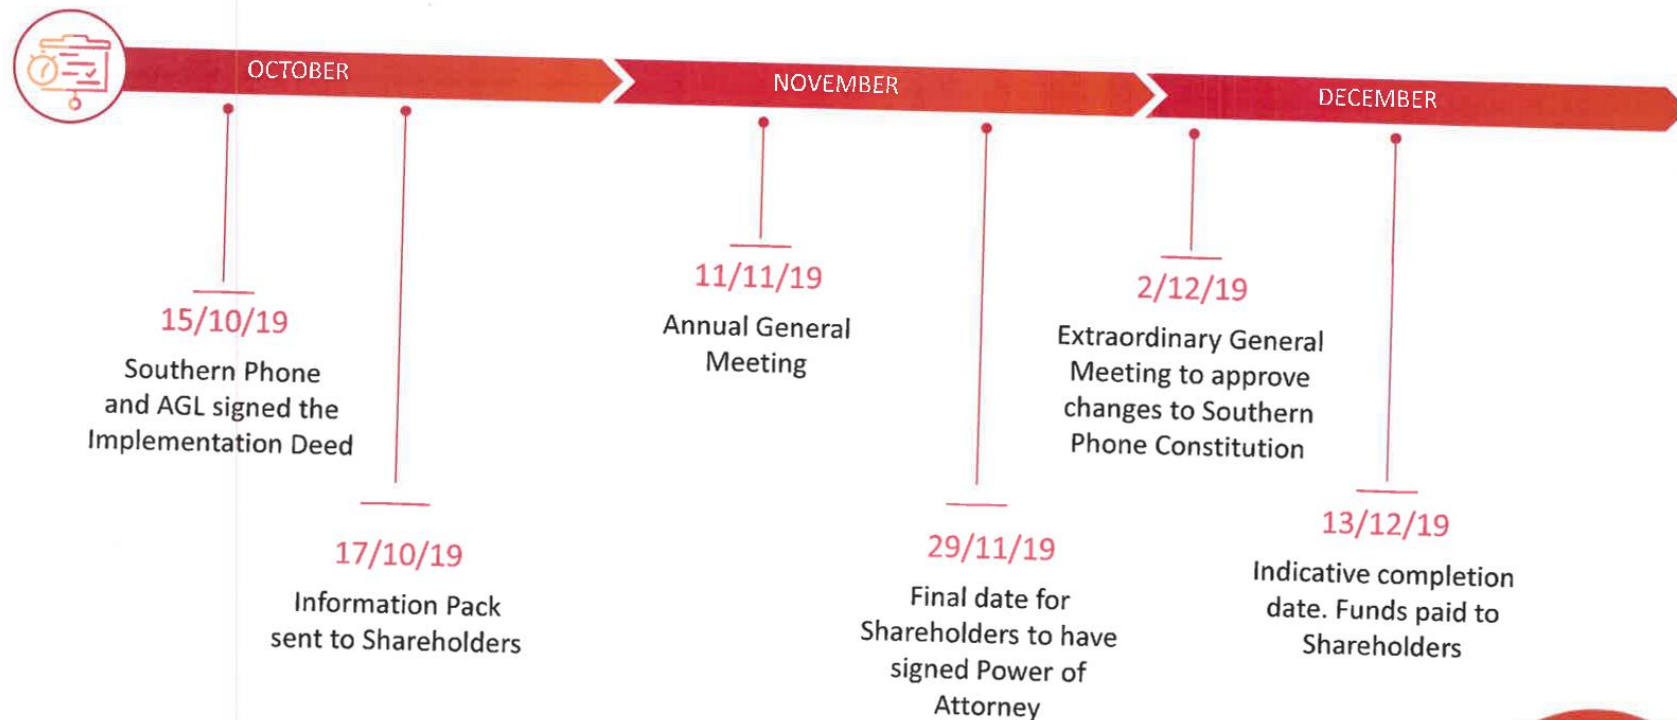 OCTOBER
NOVEMBER
DECEMBER
15/10/19
Southern Phone
and AGL signed the
Implementation Deed
17/10/19
Information Pack
sent to Shareholders
11/11/19
Annual General
Meeting
29/11/19
Final date for
Shareholders to have
signed Power of
Attorney
2/12/19
Extraordinary General
Meeting to approve
changes to Southern
Phone Constitution
13/12/19
Indicative completion
date. Funds paid to
Shareholders